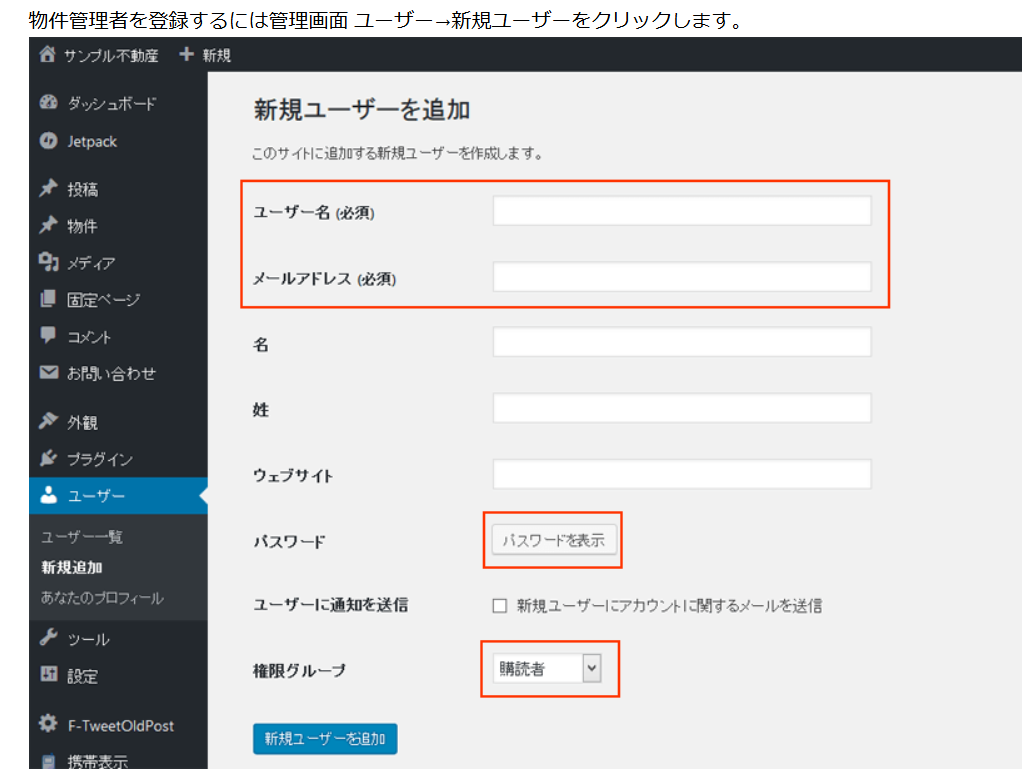 物件管理者を登録するには管理画面 ユーザー→新規ユーザーをクリックします。
サンプル不動産 新規
ダッシュボード
Jetpack
投稿
物件
メディア
固定ページ
コメント
お問い合わせ
外観
プラグイン
ユーザー
ユーザー一覧
新規追加
あなたのプロフィール
ツール
設定
F-TweetOldPost
携帯表示
新規ユーザーを追加
このサイトに追加する新規ユーザーを作成します。
ユーザー名 (必須)
メールアドレス (必須)
名
姓
ウェブサイト
パスワード パスワードを表示
ユーザーに通知を送信 新規ユーザーにアカウントに関するメールを送信
権限グループ 購読者
新規ユーザーを追加